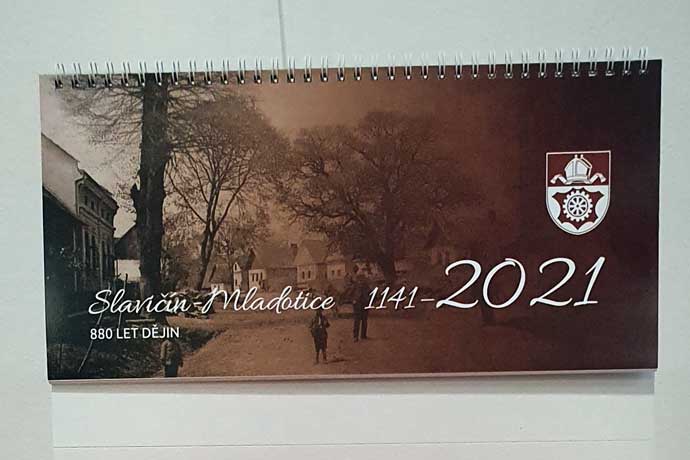 Slavičín-Mladotice 1141-2021
880 LET DĚJIN